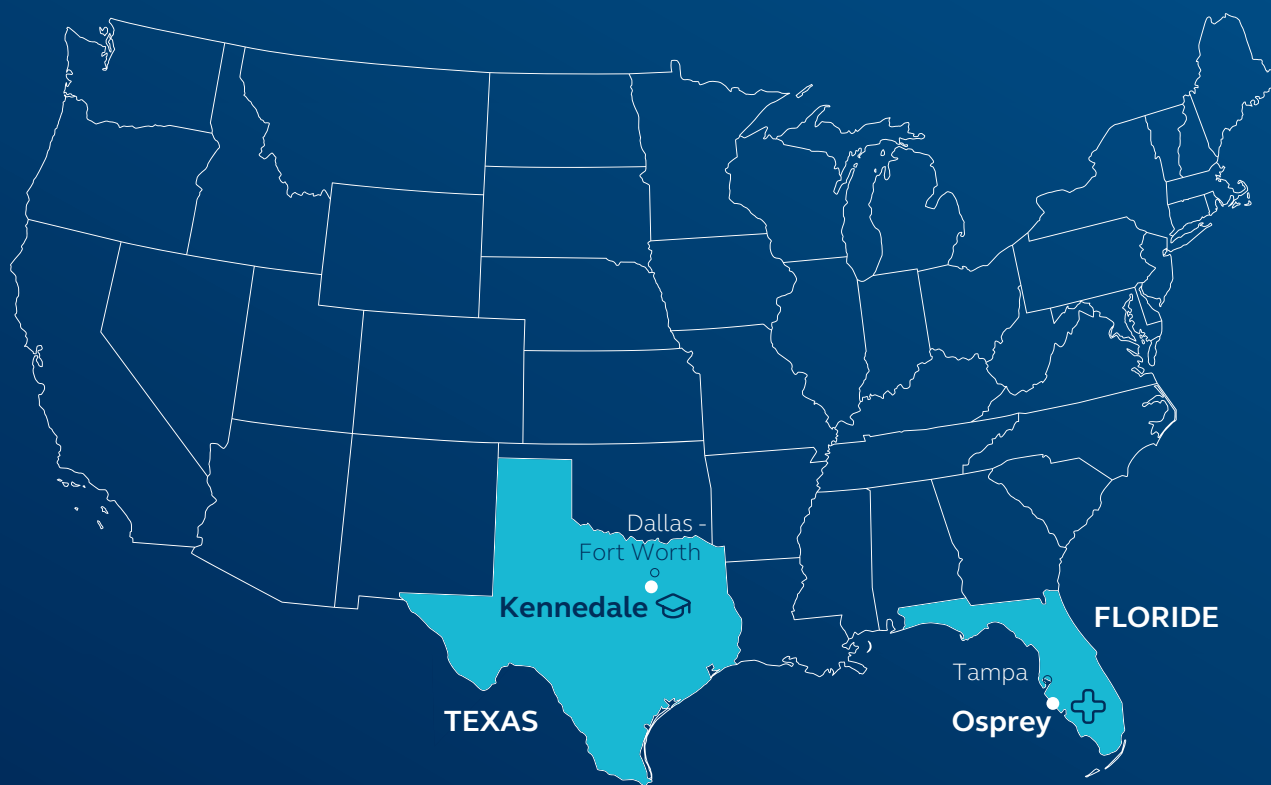 Dallas -
Fort Worth
Kennedale
TEXAS
FLORIDE
Tampa
Osprey